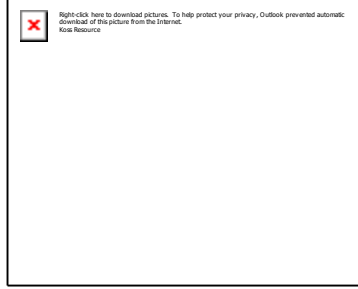 Right-click here to download pictures.  To help protect your privacy, Outlook prevented automatic
download of this picture from the Internet.
Koss Resource